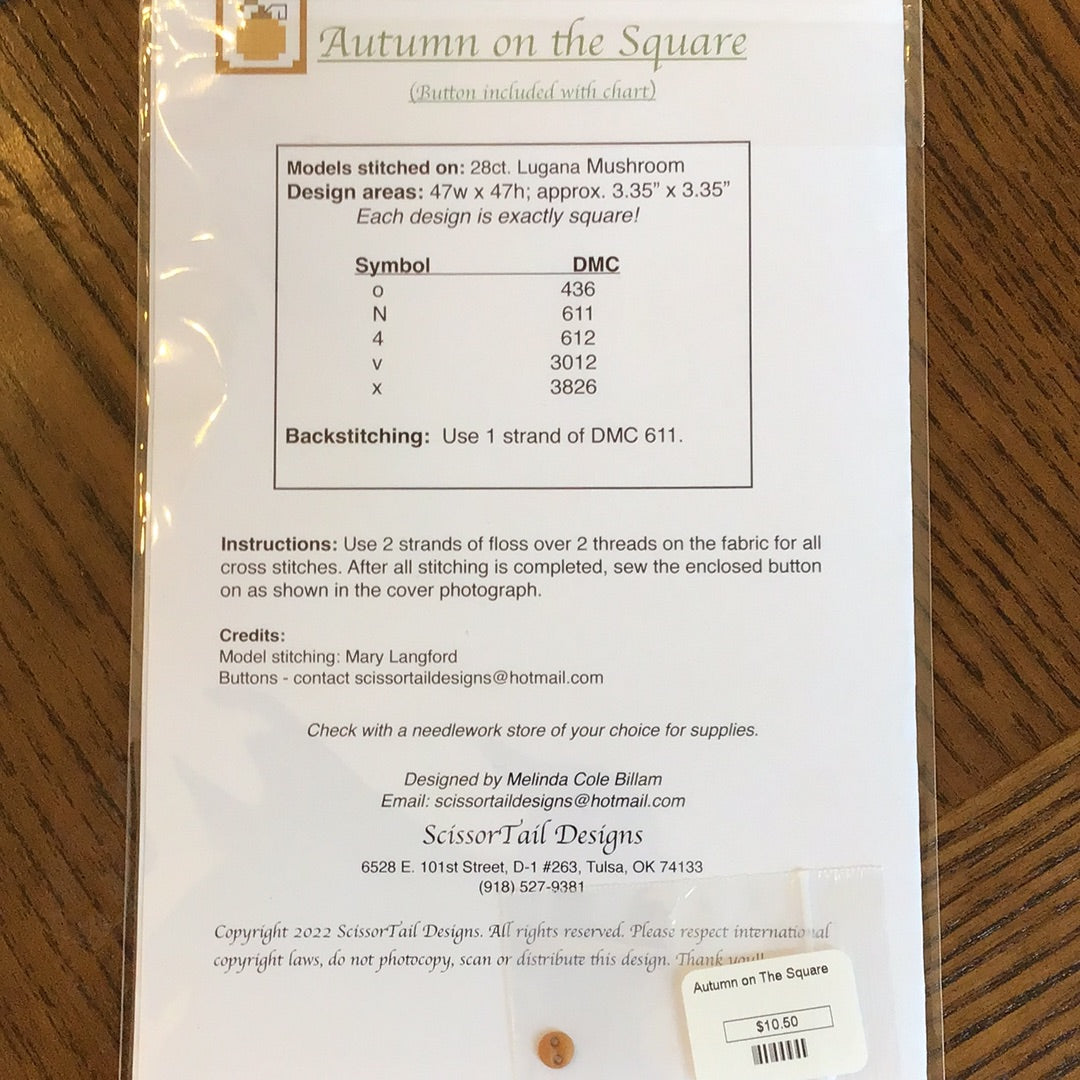 Autumn on the Square
(Button included with chart)
Models stitched on: 28ct. Lugana Mushroom
Design areas: 47w x 47h; approx. 3.35” x 3.35”
Each design is exactly square!
Symbol DMC
o 436
N 611
4 612
v 3012
x 3826
Backstitching: Use 1 strand of DMC 611.
Instructions: Use 2 strands of floss over 2 threads on the fabric for all
cross stitches. After all stitching is completed, sew the enclosed button
on as shown in the cover photograph.
Credits:
Model stitching: Mary Langford
Buttons - contact scissortaildesigns@hotmail.com
Check with a needlework store of your choice for supplies.
Designed by Melinda Cole Billam
Email: scissortaildesigns@hotmail.com
ScissorTail Designs
6528 E. 101st Street, D-1 #263, Tulsa, OK 74133
(918) 527-9381
Copyright 2022 ScissorTail Designs. All rights reserved. Please respect international
copyright laws, do not photocopy, scan or distribute this design. Thank you!!
Autumn on The Square
$10.50